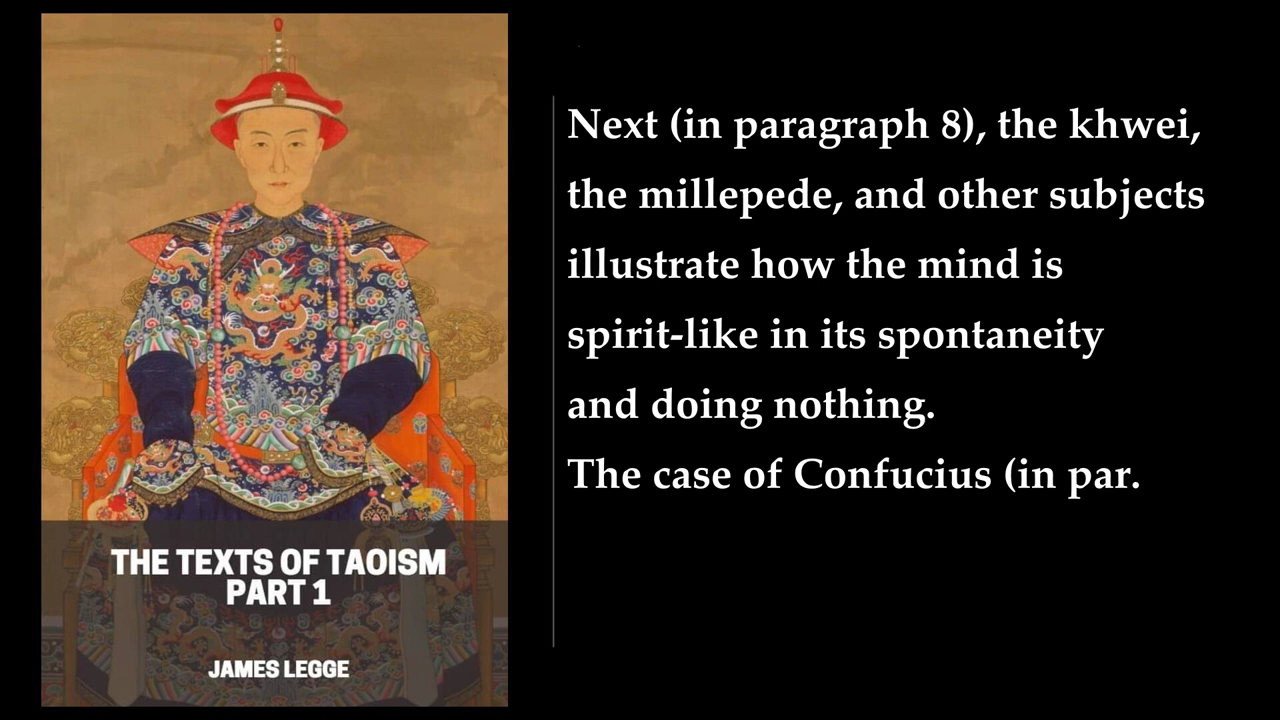 THE TEXTS OF TAOISM
PART 1
JAMES LEGGE
Next (in paragraph 8), the khwei,
the millepede, and other subjects
illustrate how the mind is
spirit-like in its spontaneity
and doing nothing.
The case of Confucius (in par.